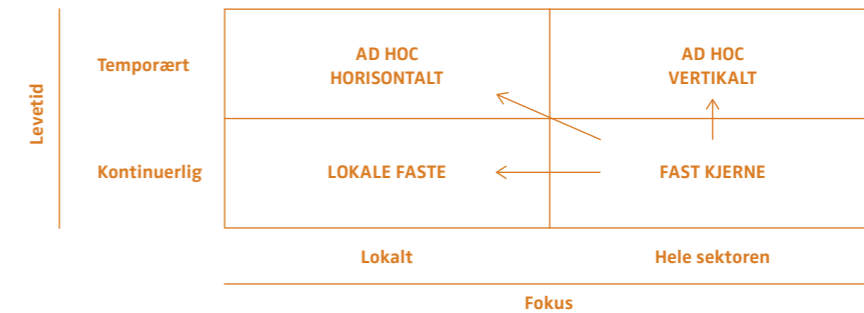 Levetid
Temporært
AD HOC
HORISONTALT
AD HOC
VERTIKALT
Kontinuerlig
LOKALE FASTE
FAST KJERNE
Lokalt
Hele sektoren
Fokus